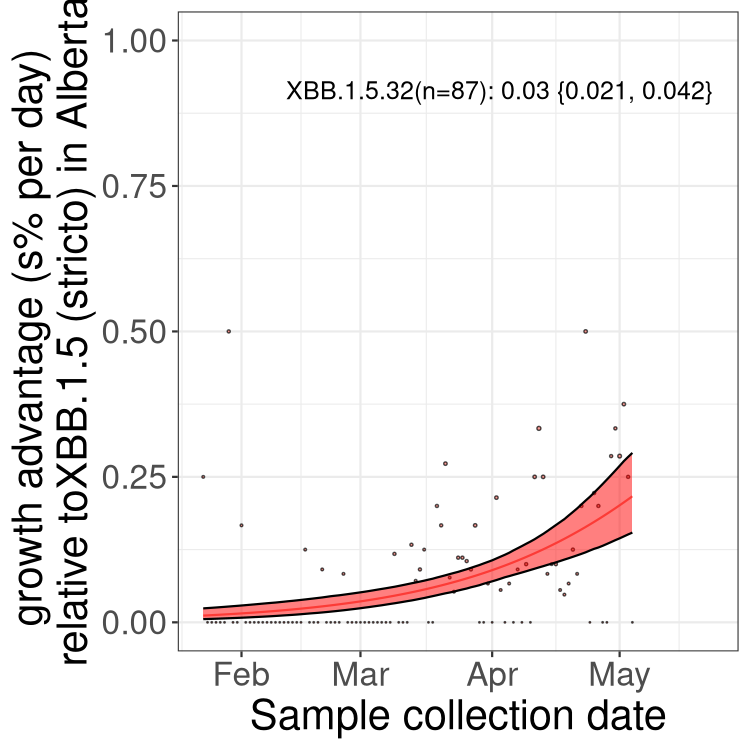 growth advantage (s% per day)
relative toXBB.1.5 (stricto) in Alberta
1.00
XBB.1.5.32(n=87): 0.03 {0.021, 0.042}
0.75
0.50
0.25
0.00
Feb Mar Apr May
Sample collection date